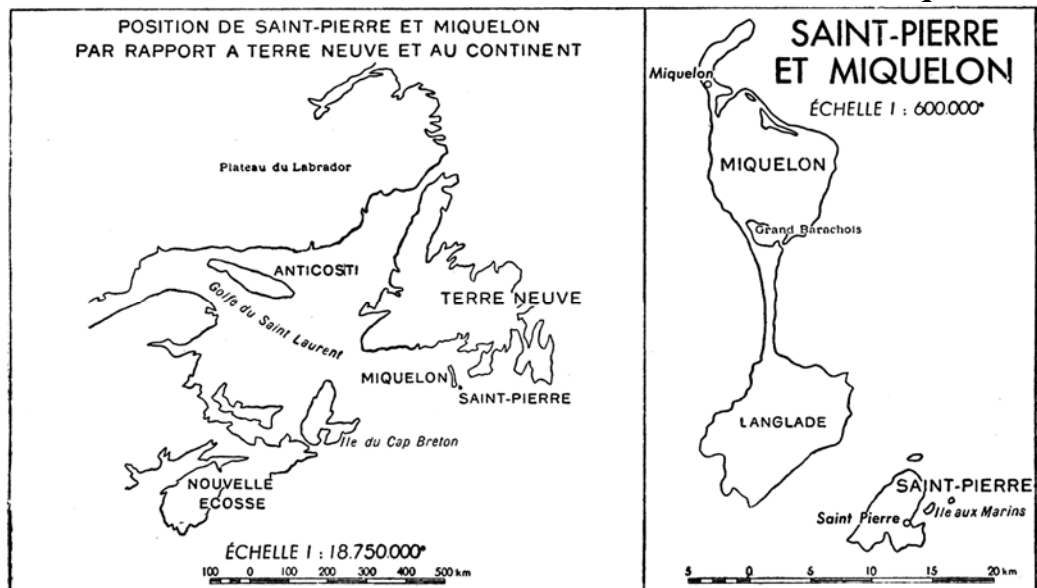 POSITION DE SAINT-PIERRE ET MIQUELON
PAR RAPPORT A TERRE NEUVE ET AU CONTINENT
Plateau du Labrador
ANTICOSTI
Golfe du Saint Laurent
TERRE NEUVE
MIQUELON
SAINT-PIERRE
Ile du Cap Breton
NOUVELLE
ECOSSE
ÉCHELLE 1 : 18.750.000e
100 0 100 200 300 400 500 km
SAINT-PIERRE
ET MIQUELON
Miquelon
ÉCHELLE 1 : 600.000e
MIQUELON
Grand Barachois
LANGLADE
SAINT-PIERRE
Saint Pierre
Ile aux Marins
5 0 5 10 15 20 km